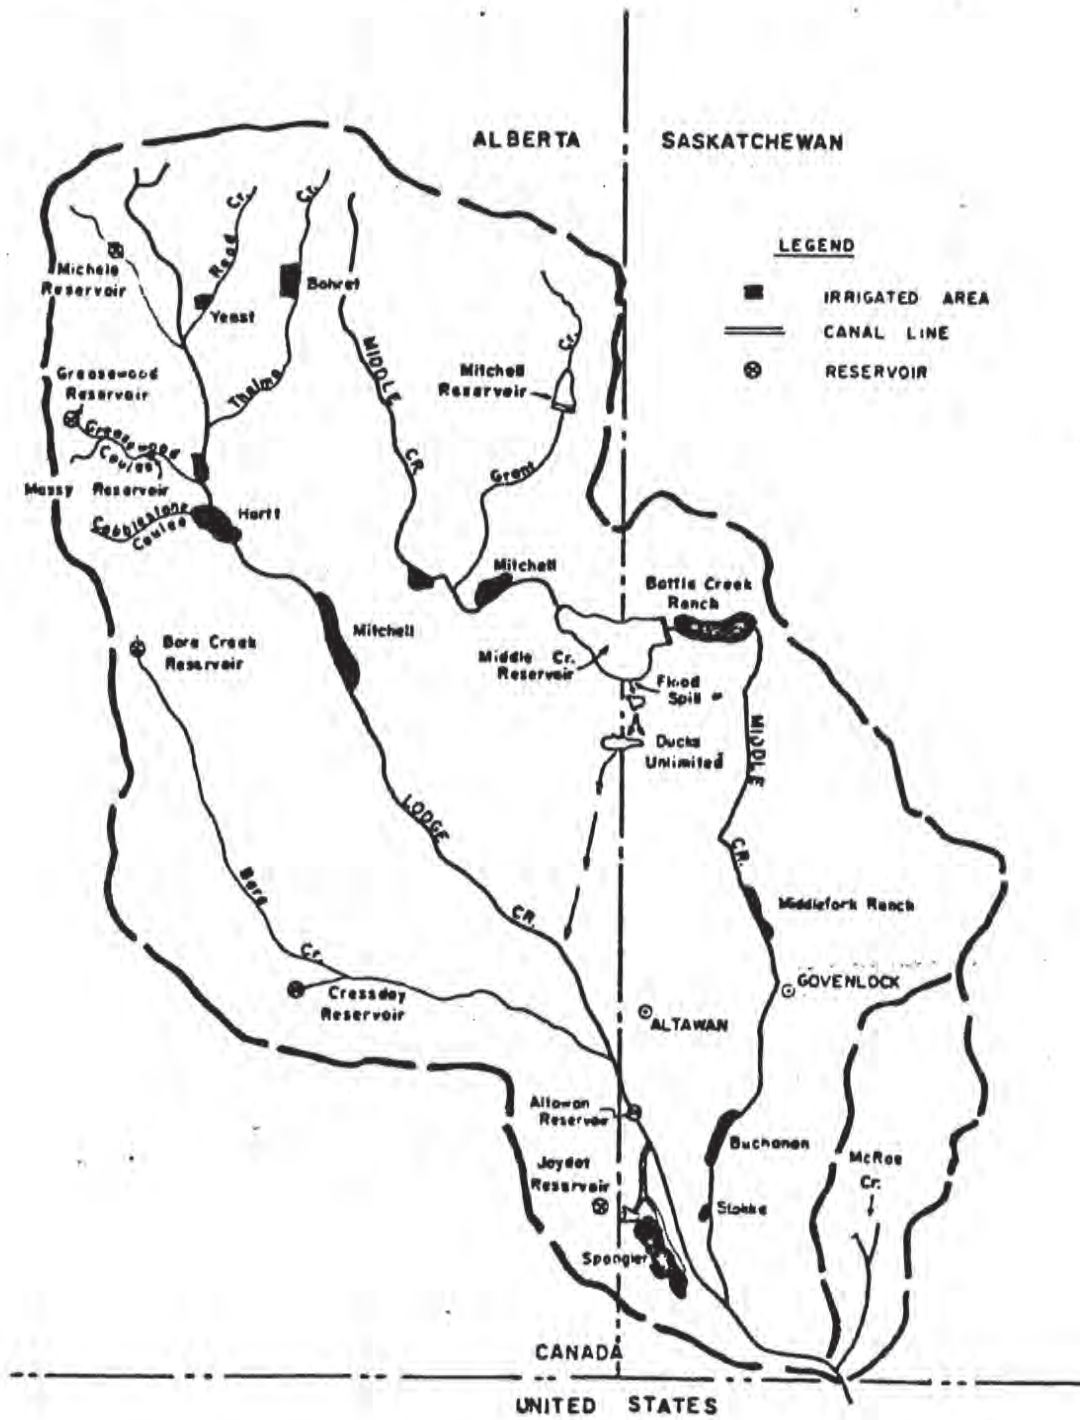 ALBERTA
SASKATCHEWAN
LEGEND
IRRIGATED AREA
CANAL LINE
RESERVOIR
Michele
Reservoir
Read Cr.
Yeast
Cr.
Bohret
Thelma
MIDDLE
CR.
Mitchell
Reservoir
Cr.
Grant
Greasewood
Reservoir
Greasewood
Coulee
Massy Reservoir
Cobblestone
Coulee
Hartt
Mitchell
Mitchell
Battle Creek
Ranch
Middle Cr.
Reservoir
Flood
Spill
Ducks
Unlimited
Bare Creek
Reservoir
MIDDLE
CR.
LODGE
CR.
Bare
Cr.
Cressday
Reservoir
Middlefork Ranch
GOVENLOCK
ALTAWAN
Altawan
Reservoir
Jaydot
Reservoir
Buchanan
McRae
Cr.
Stokke
Spangler
CANADA
UNITED STATES